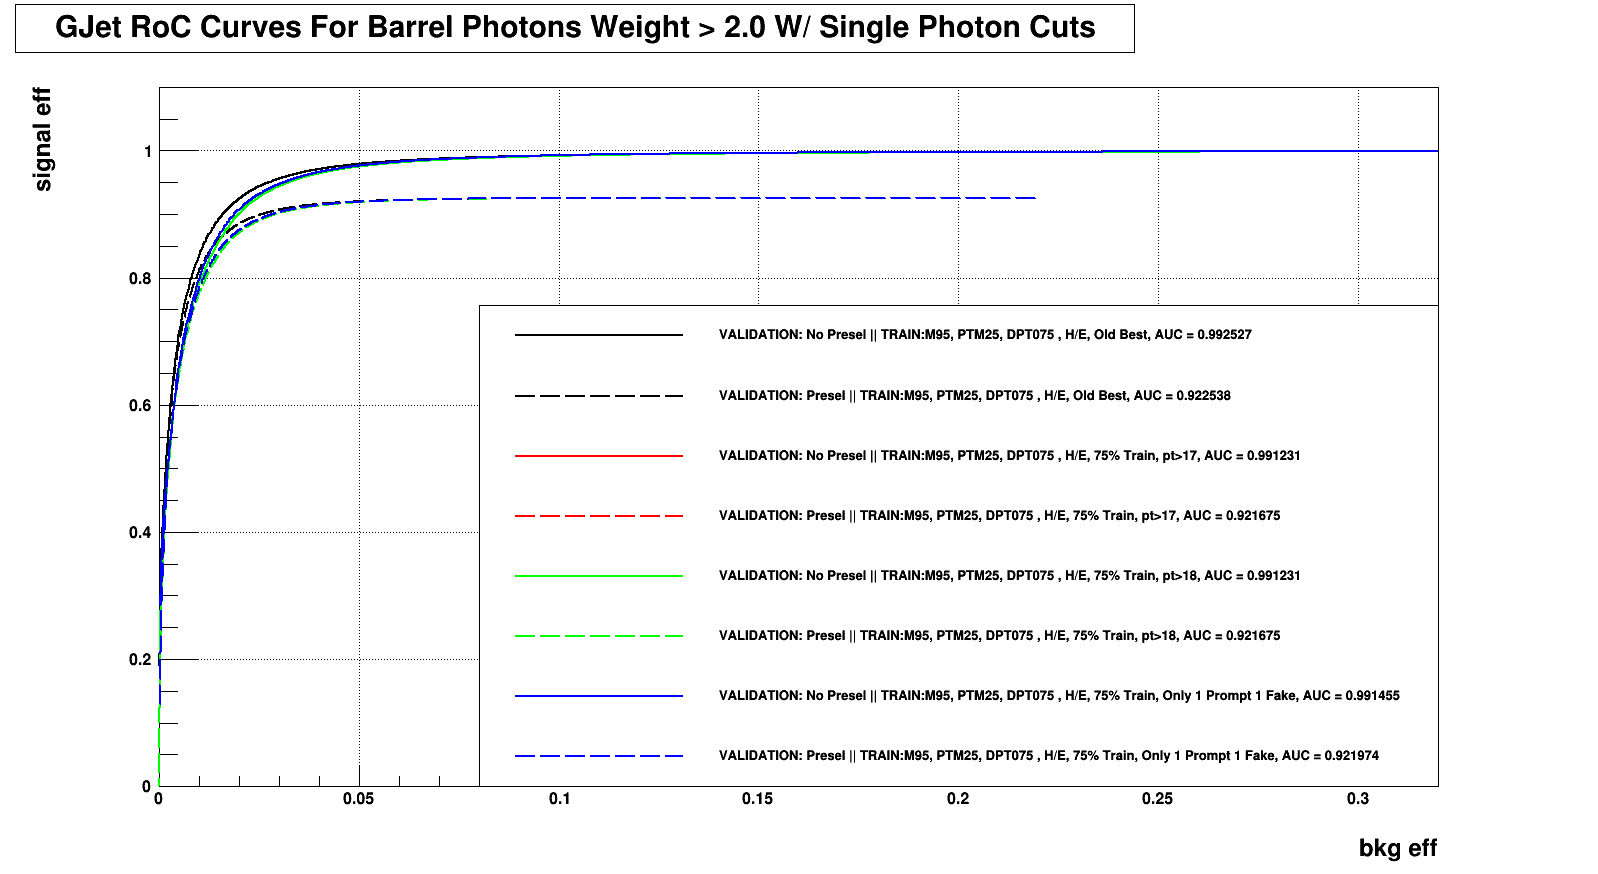 GJet RoC Curves For Barrel Photons Weight > 2.0 W/ Single Photon Cuts
signal eff
1
0.8
0.6
0.4
0.2
0
VALIDATION: No Presel || TRAIN:M95, PTM25, DPT075 , H/E, Old Best, AUC = 0.992527
VALIDATION: Presel || TRAIN:M95, PTM25, DPT075 , H/E, Old Best, AUC = 0.922538
VALIDATION: No Presel || TRAIN:M95, PTM25, DPT075 , H/E, 75% Train, pt>17, AUC = 0.991231
VALIDATION: Presel || TRAIN:M95, PTM25, DPT075 , H/E, 75% Train, pt>17, AUC = 0.921675
VALIDATION: No Presel || TRAIN:M95, PTM25, DPT075 , H/E, 75% Train, pt>18, AUC = 0.991231
VALIDATION: Presel || TRAIN:M95, PTM25, DPT075 , H/E, 75% Train, pt>18, AUC = 0.921675
VALIDATION: No Presel || TRAIN:M95, PTM25, DPT075 , H/E, 75% Train, Only 1 Prompt 1 Fake, AUC = 0.991455
VALIDATION: Presel || TRAIN:M95, PTM25, DPT075 , H/E, 75% Train, Only 1 Prompt 1 Fake, AUC = 0.921974
0 0.05 0.1 0.15 0.2 0.25 0.3
bkg eff